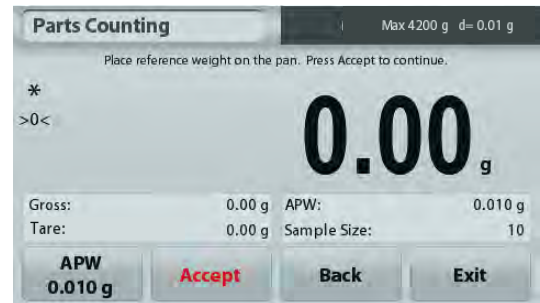 Parts Counting
Max 4200 g d= 0.01 g
Place reference weight on the pan. Press Accept to continue.
*
>0<
0.00 g
Gross: 0.00 g APW: 0.010 g
Tare: 0.00 g Sample Size: 10
APW Accept Back Exit
0.010 g